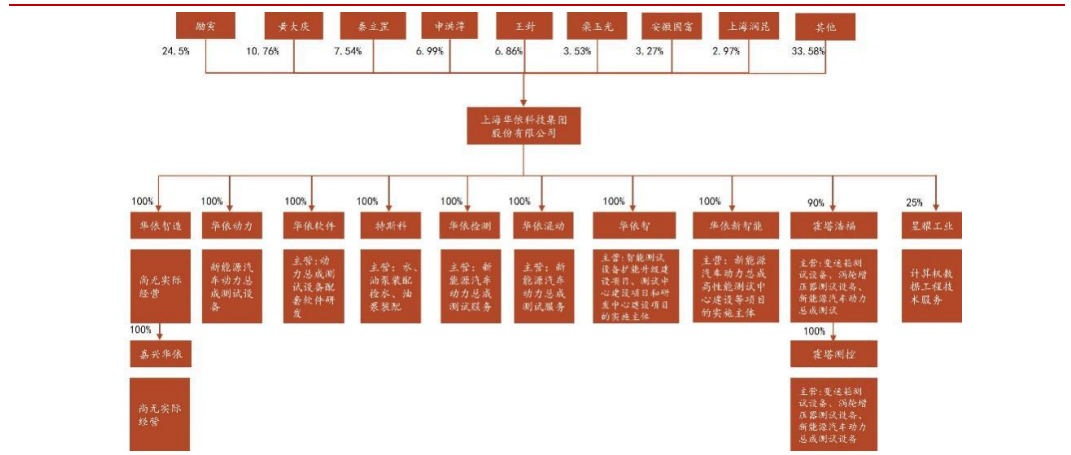 励寅
黄大庆
秦立罡
申洪淳
王锌
栾玉光
安徽国富
上海润昆
其他
24.5%
10.76%
7.54%
6.99%
6.86%
3.53%
3.27%
2.97%
33.58%
上海华依科技集团
股份有限公司
100%
100%
100%
100%
100%
100%
100%
100%
90%
25%
华依智造
华依动力
华依软件
特斯科
华依检测
华依混动
华依智
华依新智能
霍塔浩福
昱耀工业
尚无实际
经营
新能源汽
车动力总
成测试设
备
主营:动
力总成测
试设备配
套软件研
发
主营：水、
油泵装配
检水、油
泵装配
主营：新
能源汽车
动力总成
测试服务
主营：新
能源汽车
动力总成
测试服务
主营:智能测试
设备扩能升级建
设项目、测试中
心建设项目和研
发中心建设项目
的实施主体
主营：新能源
汽车动力总成
高性能测试中
心建设等项目
的实施主体
主营:变速箱测
试设备、涡轮增
压器测试设备、
新能源汽车动力
总成测试
计算机数
据工程技
术服务
100%
嘉兴华依
尚无实际
经营
100%
霍塔测控
主营:变速箱测
试设备、涡轮增
压器测试设备、
新能源汽车动力
总成测试设备